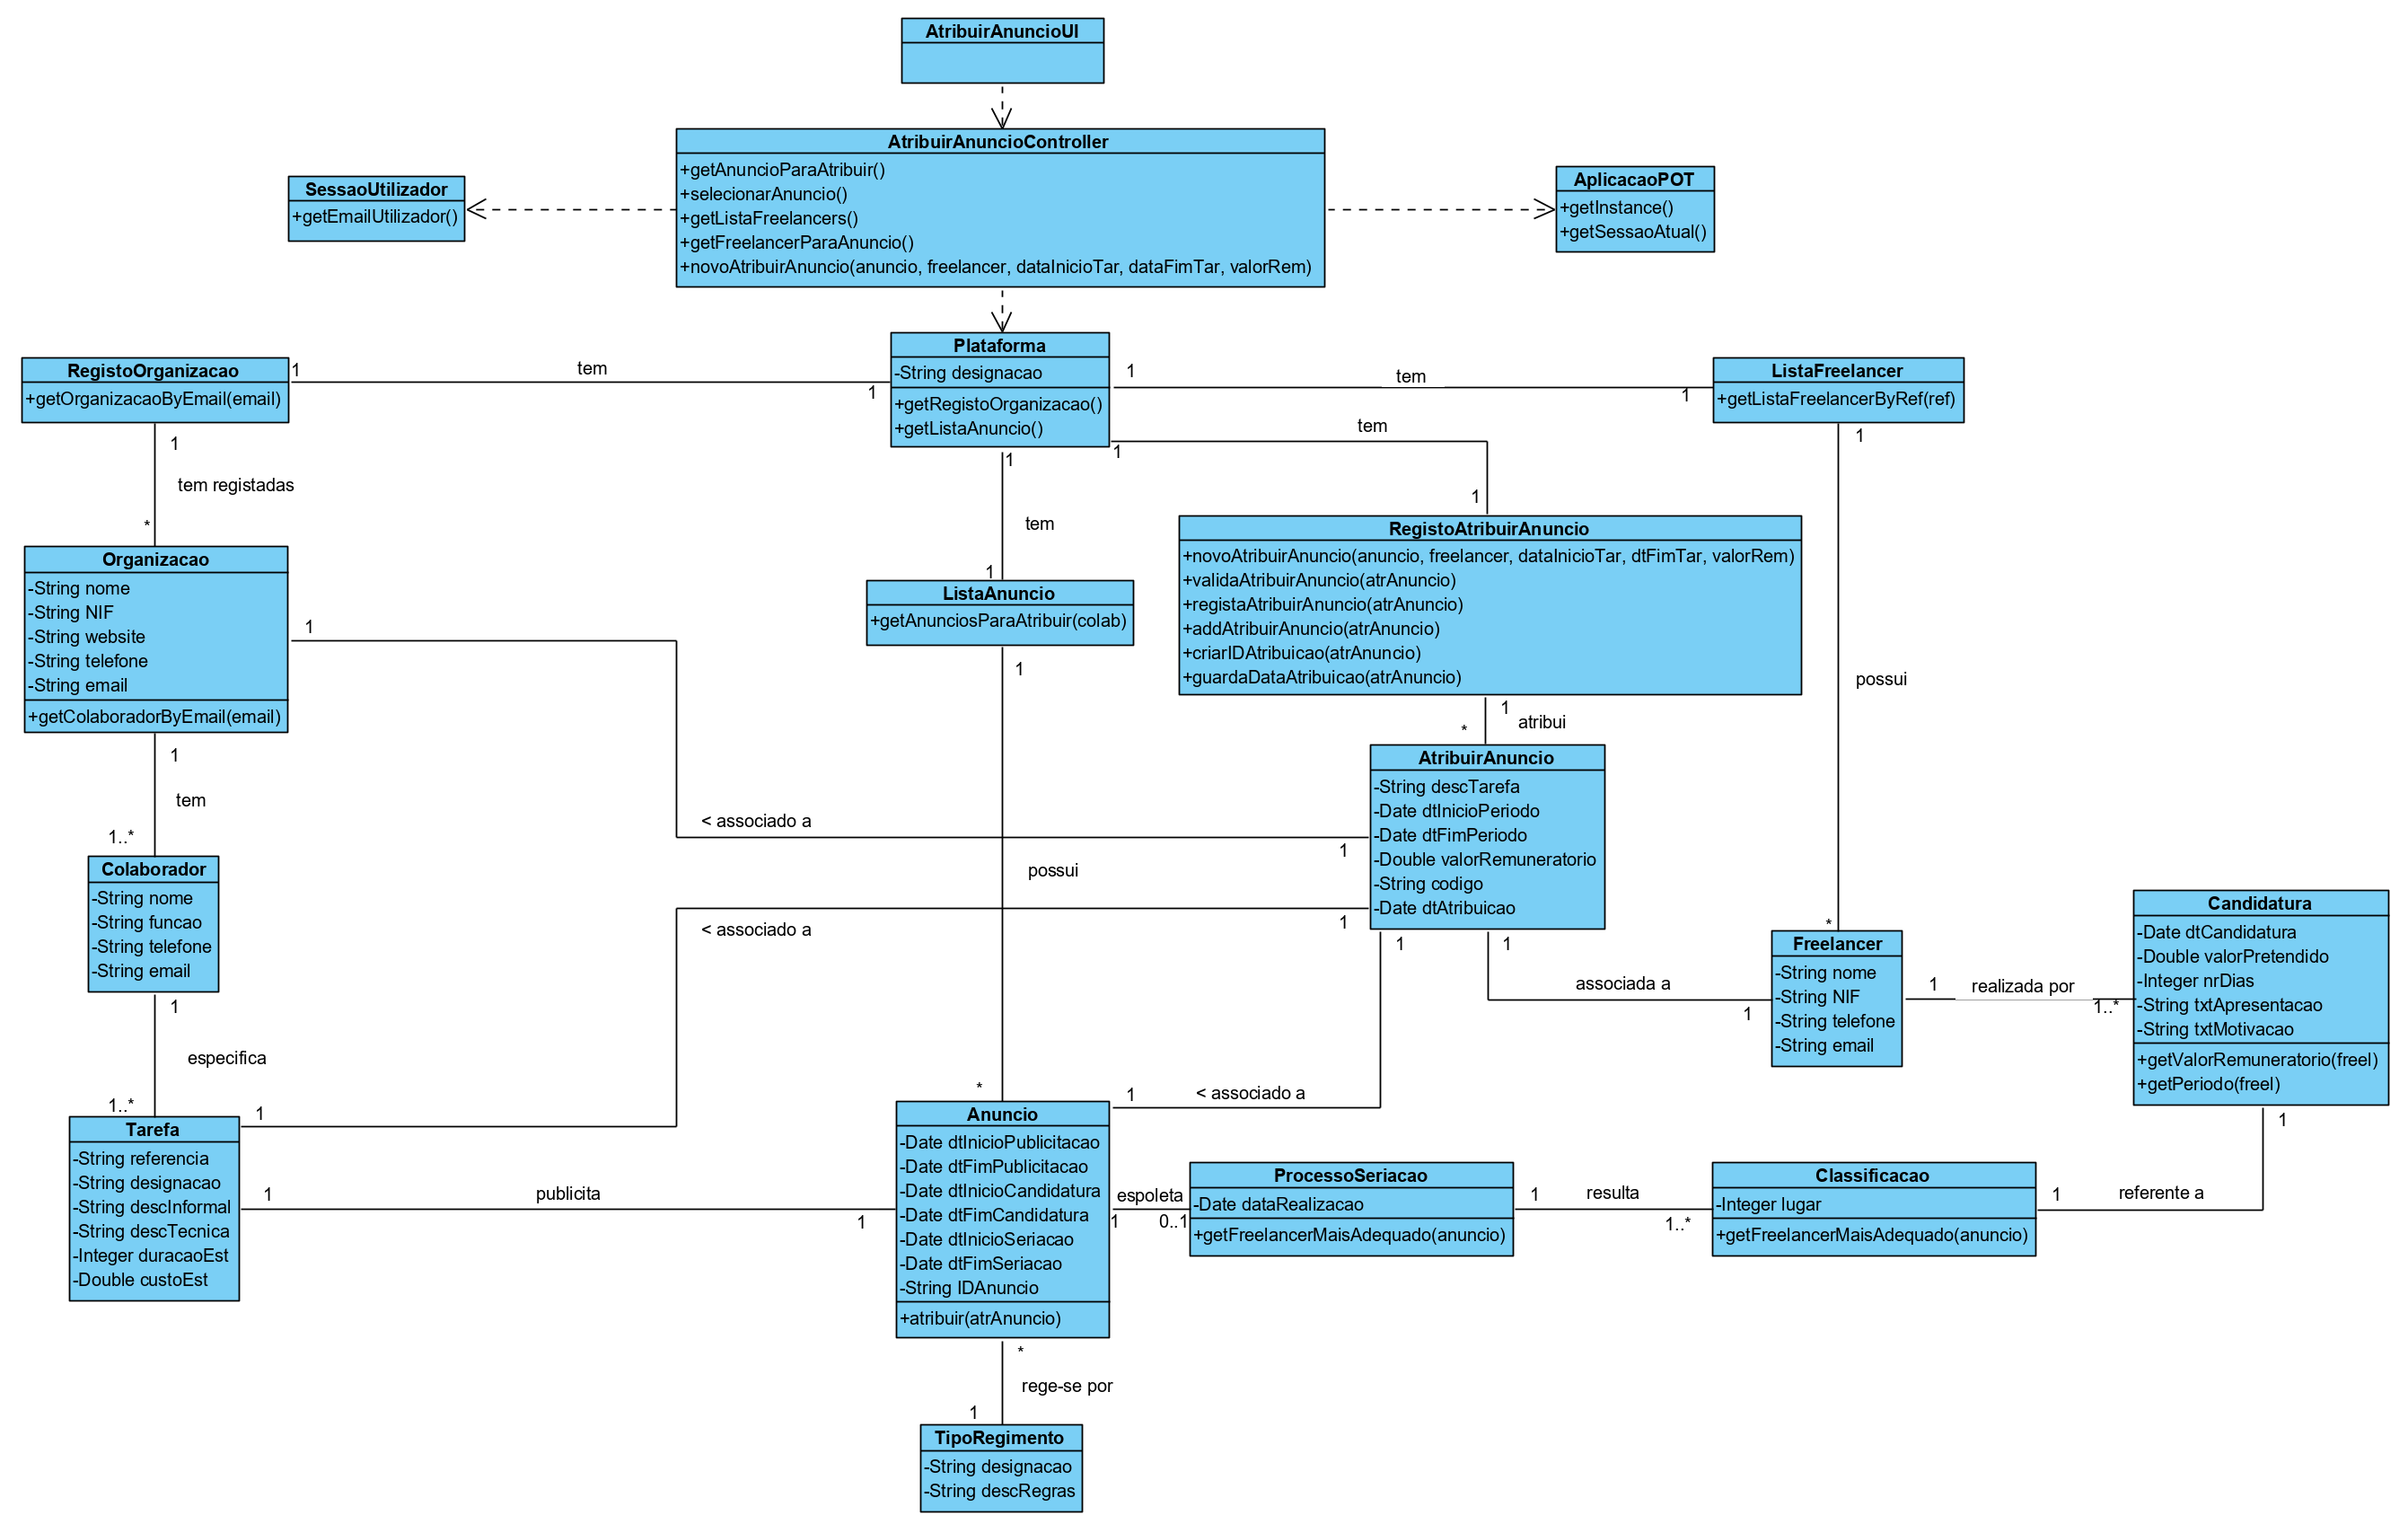 AtribuirAnuncioUI
AtribuirAnuncioController
+getAnuncioParaAtribuir()
+selecionarAnuncio()
+getListaFreelancers()
+getFreelancerParaAnuncio()
+novoAtribuirAnuncio(anuncio, freelancer, dataInicioTar, dataFimTar, valorRem)
SessaoUtilizador
+getEmailUtilizador()
AplicacaoPOT
+getInstance()
+getSessaoAtual()
Plataforma
-String designacao
+getRegistoOrganizacao()
+getListaAnuncio()
RegistoOrganizacao
+getOrganizacaoByEmail(email)
1
tem
1
1
tem
1
ListaFreelancer
+getListaFreelancerByRef(ref)
1
tem
1
1
tem registadas
*
1
tem
1
1
possui
*
RegistoAtribuirAnuncio
+novoAtribuirAnuncio(anuncio, freelancer, dataInicioTar, dtFimTar, valorRem)
+validaAtribuirAnuncio(atrAnuncio)
+registaAtribuirAnuncio(atrAnuncio)
+addAtribuirAnuncio(atrAnuncio)
+criarIDAtribuicao(atrAnuncio)
+guardaDataAtribuicao(atrAnuncio)
Organizacao
-String nome
-String NIF
-String website
-String telefone
-String email
+getColaboradorByEmail(email)
ListaAnuncio
+getAnunciosParaAtribuir(colab)
1
possui
*
1
atribui
*
AtribuirAnuncio
-String descTarefa
-Date dtInicioPeriodo
-Date dtFimPeriodo
-Double valorRemuneratorio
-String codigo
-Date dtAtribuicao
1
< associado a
1
1
tem
1..*
Colaborador
-String nome
-String funcao
-String telefone
-String email
1
< associado a
1
1
associada a
1
Freelancer
-String nome
-String NIF
-String telefone
-String email
1
realizada por
1..*
Candidatura
-Date dtCandidatura
-Double valorPretendido
-Integer nrDias
-String txtApresentacao
-String txtMotivacao
+getValorRemuneratorio(freel)
+getPeriodo(freel)
1
especifica
1..*
1
< associado a
1
Tarefa
-String referencia
-String designacao
-String descInformal
-String descTecnica
-Integer duracaoEst
-Double custoEst
1
publicita
1
Anuncio
-Date dtInicioPublicitacao
-Date dtFimPublicitacao
-Date dtInicioCandidatura
-Date dtFimCandidatura
-Date dtInicioSeriacao
-Date dtFimSeriacao
-String IDAnuncio
+atribuir(atrAnuncio)
espoleta
1
0..1
ProcessoSeriacao
-Date dataRealizacao
+getFreelancerMaisAdequado(anuncio)
1
resulta
1..*
Classificacao
-Integer lugar
+getFreelancerMaisAdequado(anuncio)
1
referente a
1
*
rege-se por
1
TipoRegimento
-String designacao
-String descRegras